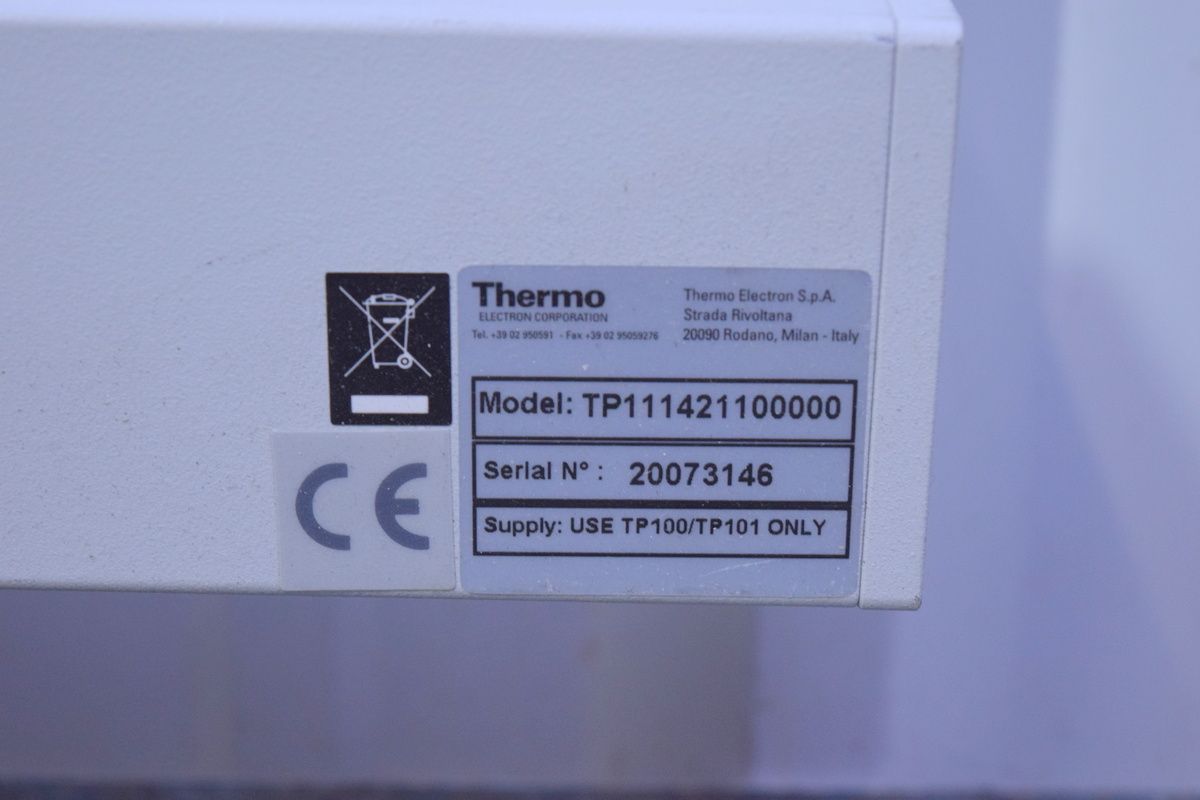 Thermo
ELECTRON CORPORATION
Tel. +39 02 950591 - Fax +39 02 95059276
Thermo Electron S.p.A.
Strada Rivoltana
20090 Rodano, Milan - Italy
Model: TP111421100000
Serial N° : 20073146
Supply: USE TP100/TP101 ONLY
CE